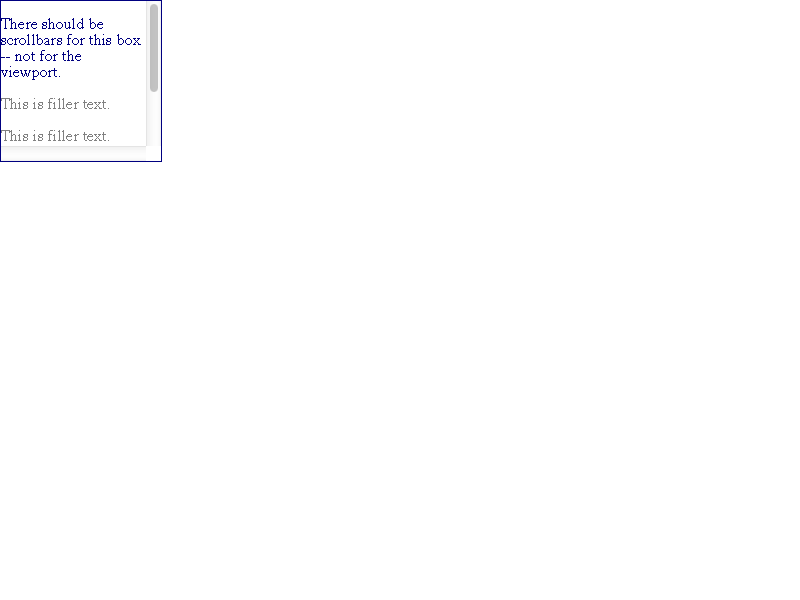 There should be
scrollbars for this box
-- not for the
viewport.
This is filler text.
This is filler text.